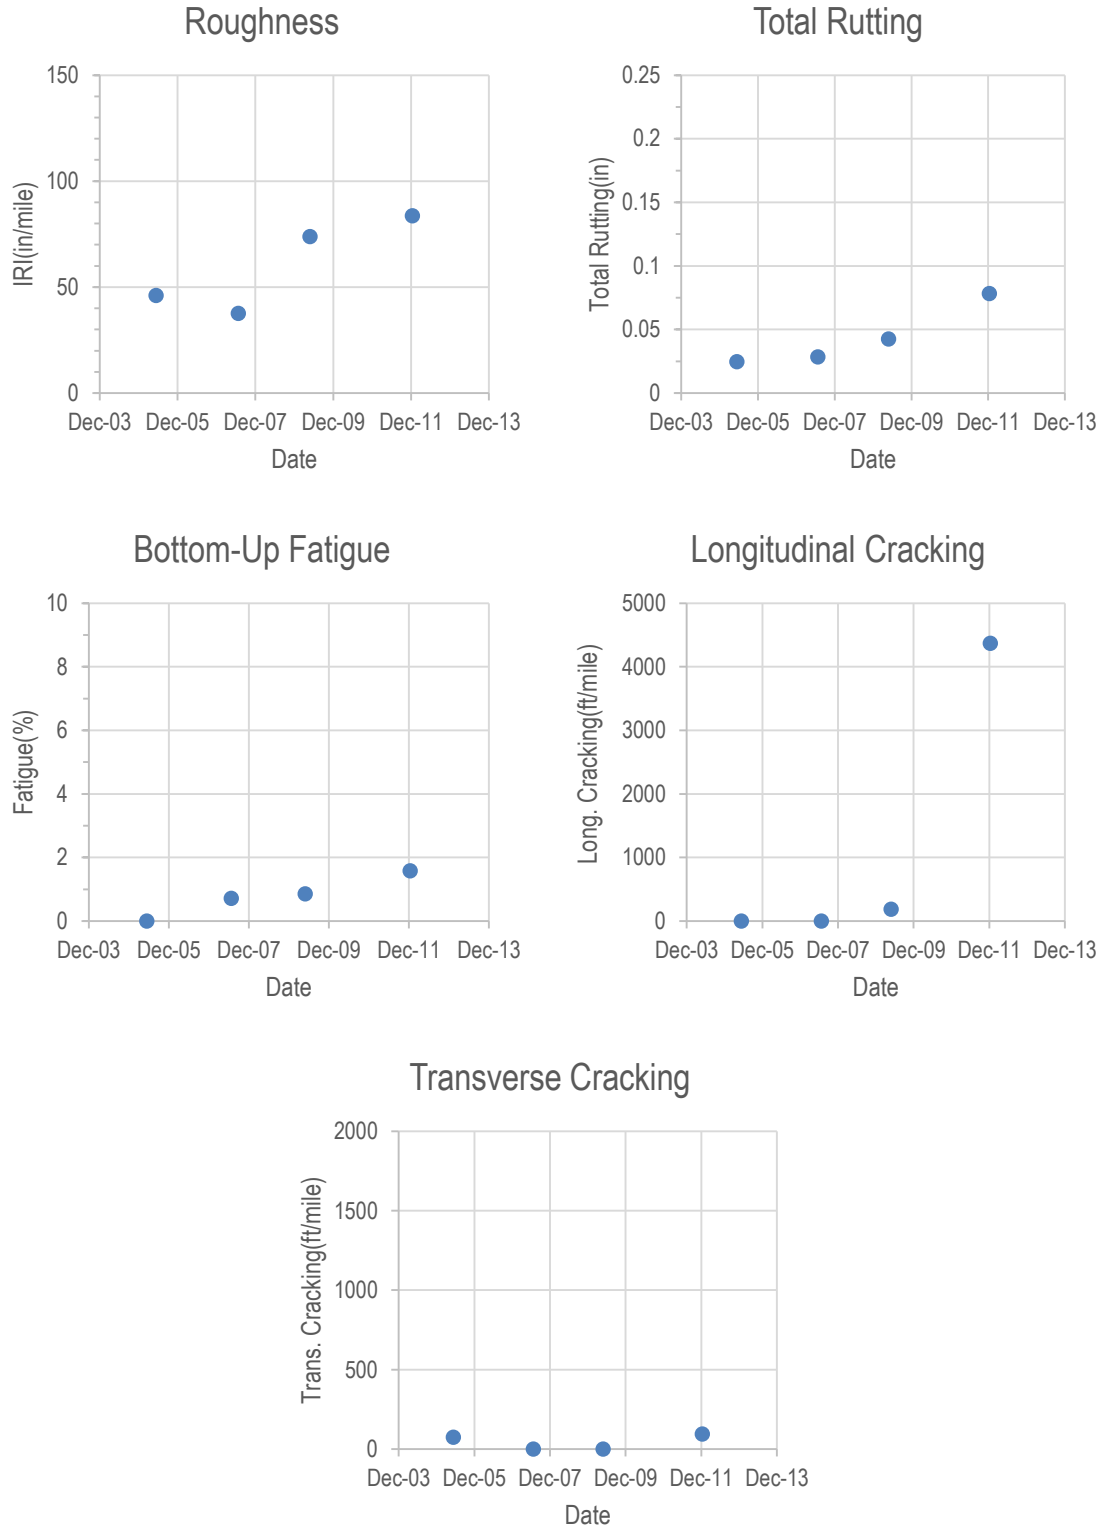 Roughness
150
100
50
0
IRI(in/mile)
Dec-03 Dec-05 Dec-07 Dec-09 Dec-11 Dec-13
Date
Total Rutting
0.25
0.2
0.15
0.1
0.05
0
Total Rutting(in)
Dec-03 Dec-05 Dec-07 Dec-09 Dec-11 Dec-13
Date
Bottom-Up Fatigue
10
8
6
4
2
0
Fatigue(%)
Dec-03 Dec-05 Dec-07 Dec-09 Dec-11 Dec-13
Date
Longitudinal Cracking
5000
4000
3000
2000
1000
0
Long. Cracking(ft/mile)
Dec-03 Dec-05 Dec-07 Dec-09 Dec-11 Dec-13
Date
Transverse Cracking
2000
1500
1000
500
0
Trans. Cracking(ft/mile)
Dec-03 Dec-05 Dec-07 Dec-09 Dec-11 Dec-13
Date